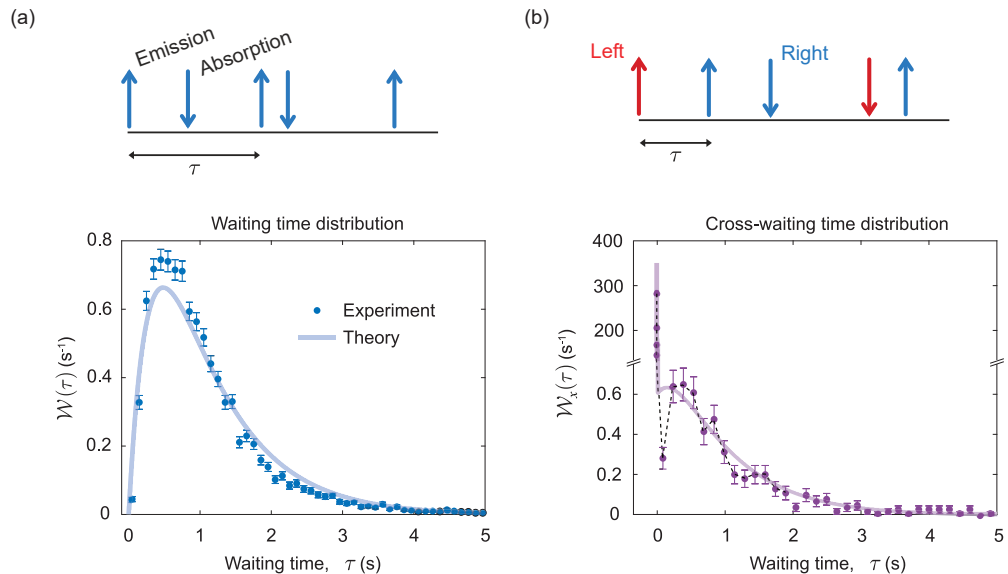 (a)
Emission
Absorption
τ
Waiting time distribution
0.8
0.6
0.4
0.2
0
𝒲(τ) (s⁻¹)
Experiment
Theory
0 1 2 3 4 5
Waiting time, τ (s)
(b)
Left
Right
τ
Cross-waiting time distribution
400
300
200
0.6
0.4
0.2
0
𝒲ₓ(τ) (s⁻¹)
0 1 2 3 4 5
Waiting time, τ (s)